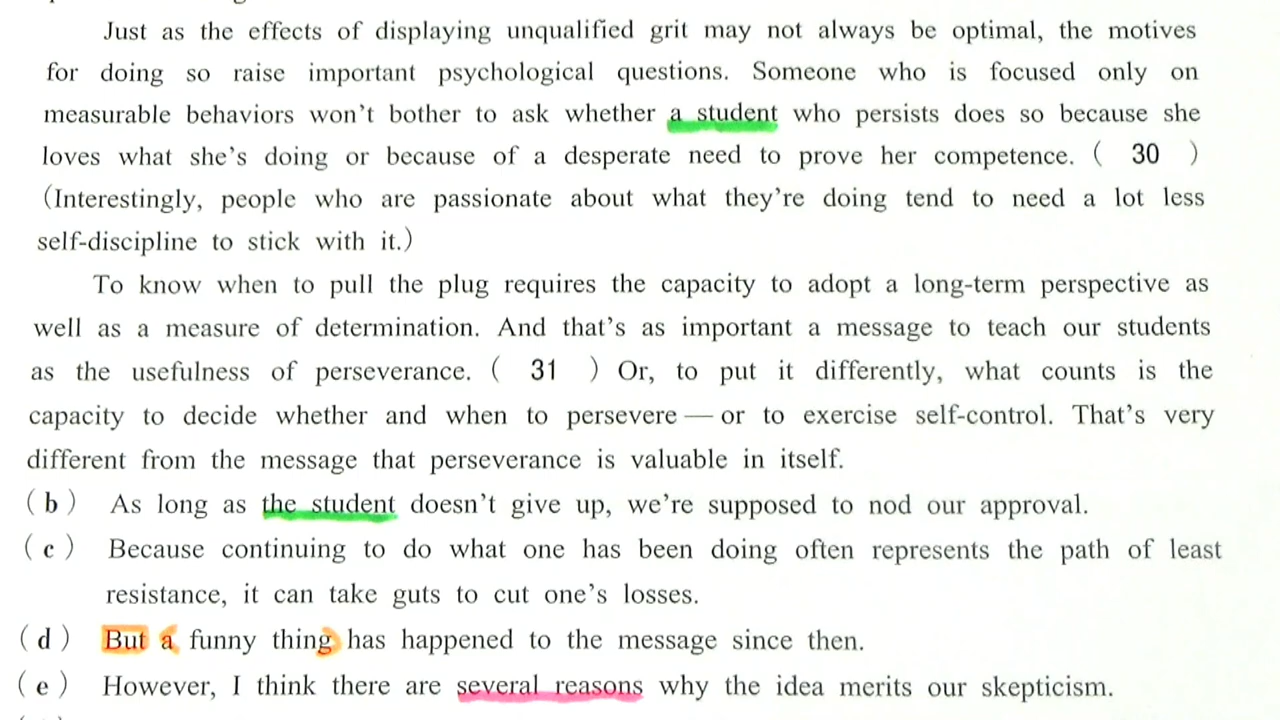 Just as the effects of displaying unqualified grit may not always be optimal, the motives
for doing so raise important psychological questions. Someone who is focused only on
measurable behaviors won't bother to ask whether a student who persists does so because she
loves what she's doing or because of a desperate need to prove her competence. ( 30 )
(Interestingly, people who are passionate about what they're doing tend to need a lot less
self-discipline to stick with it.)
To know when to pull the plug requires the capacity to adopt a long-term perspective as
well as a measure of determination. And that's as important a message to teach our students
as the usefulness of perseverance. ( 31 ) Or, to put it differently, what counts is the
capacity to decide whether and when to persevere — or to exercise self-control. That's very
different from the message that perseverance is valuable in itself.
( b ) As long as the student doesn't give up, we're supposed to nod our approval.
( c ) Because continuing to do what one has been doing often represents the path of least
resistance, it can take guts to cut one's losses.
( d ) But a funny thing has happened to the message since then.
( e ) However, I think there are several reasons why the idea merits our skepticism.